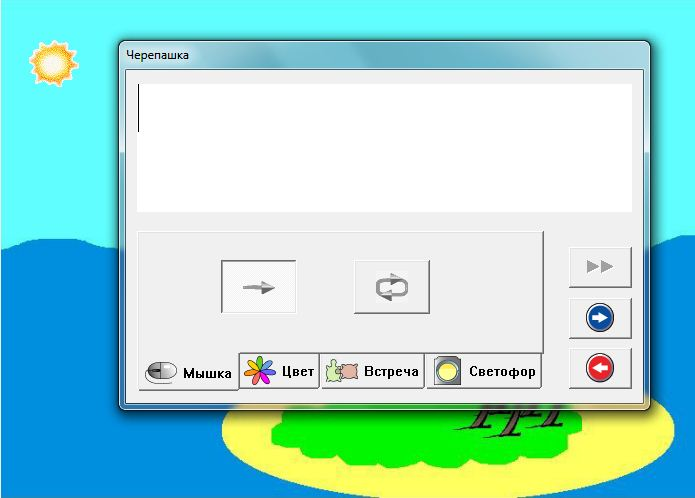 Черепашка
Мышка
Цвет
Встреча
Светофор